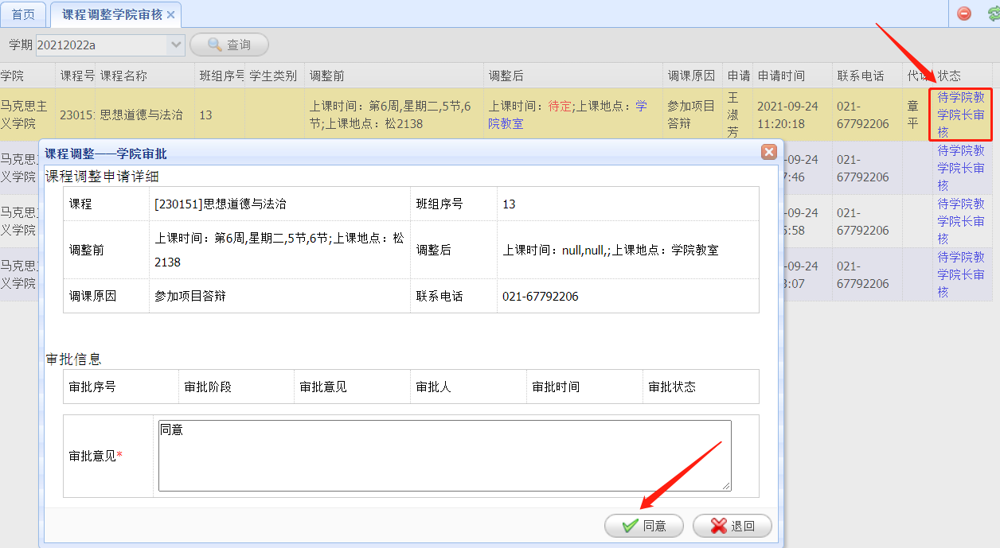 首页
课程调整学院审核
学期 20212022a 查询
学院 课程号 课程名称 班组序号 学生类别 调整前 调整后 调课原因 申请 申请时间 联系电话 状态
马克思主义学院 230151 思想道德与法治 13 上课时间：第6周,星期二,5节,6节;上课地点：松2138 上课时间：待定;上课地点：学院教室 参加项目答辩 王淑芳 2021-09-24 11:20:18 021-67792206 章平 待学院教学院长审核
马克思 义学院 -09-24 7:46 021-67792206 待学院教学院长审核
马克思 义学院 -09-24 5:58 021-67792206 待学院教学院长审核
马克思 义学院 -09-24 3:07 021-67792206 待学院教学院长审核
课程调整——学院审批
课程调整申请详细
课程 [230151]思想道德与法治 班组序号 13
调整前 上课时间：第6周,星期二,5节,6节;上课地点：松2138 调整后 上课时间：null,null,;上课地点：学院教室
调课原因 参加项目答辩 联系电话 021-67792206
审批信息
审批序号 审批阶段 审批意见 审批人 审批时间 审批状态
审批意见* 同意
同意 退回